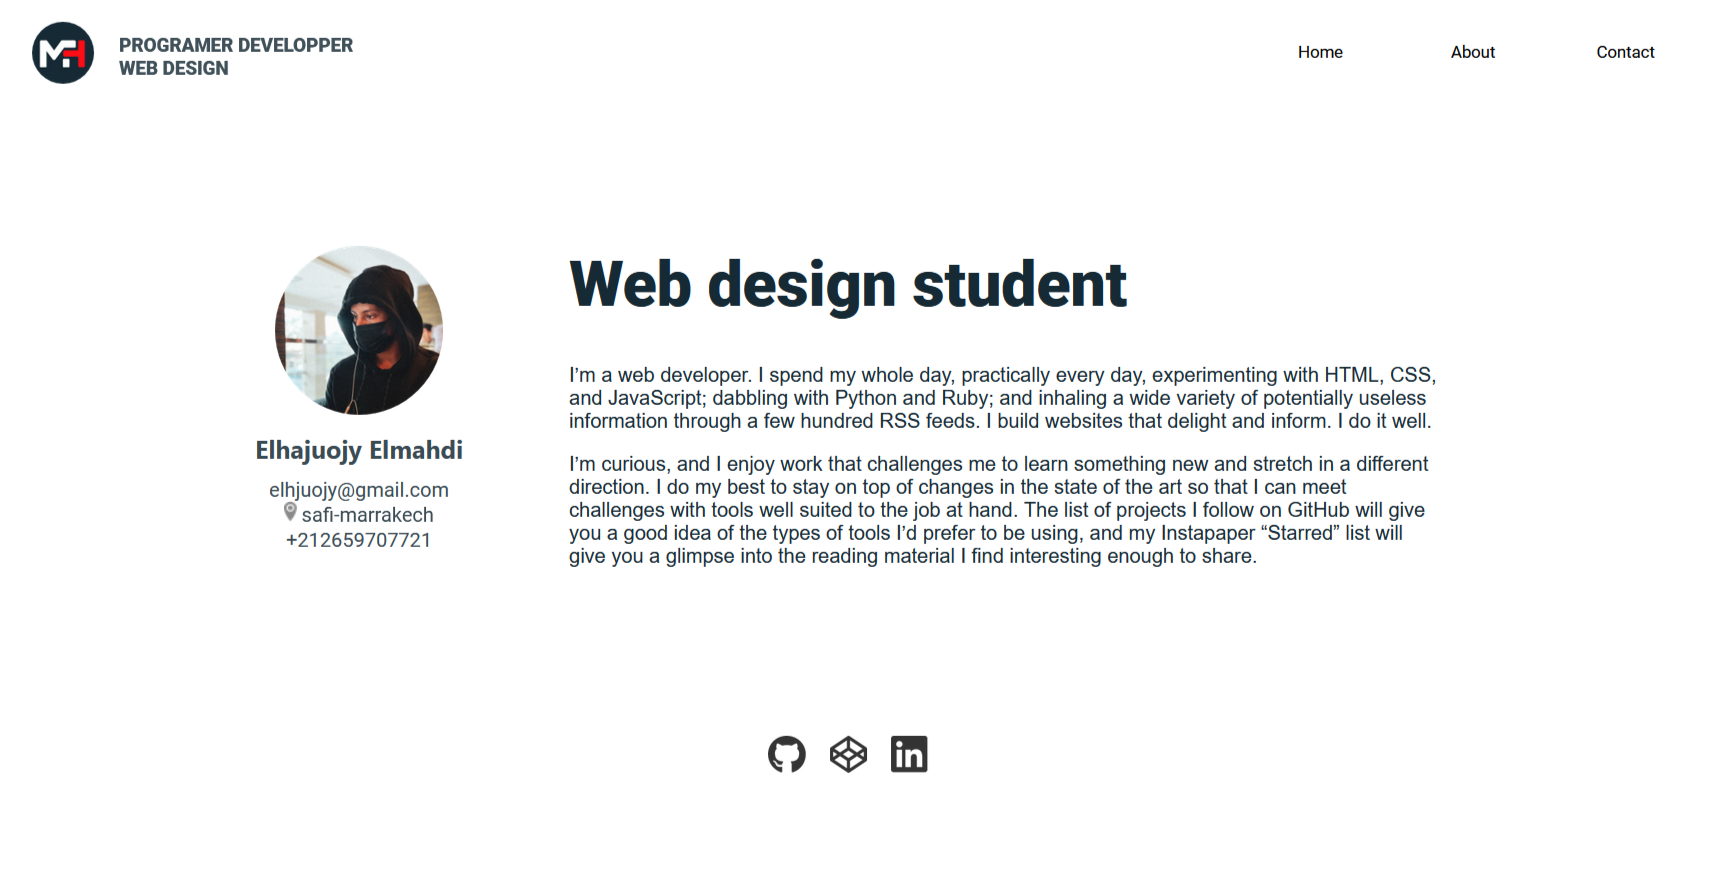 MH
PROGRAMER DEVELOPPER
WEB DESIGN
Home
About
Contact
Elhajuojy Elmahdi
elhjuojy@gmail.com
safi-marrakech
+212659707721
Web design student
I’m a web developer. I spend my whole day, practically every day, experimenting with HTML, CSS,
and JavaScript; dabbling with Python and Ruby; and inhaling a wide variety of potentially useless
information through a few hundred RSS feeds. I build websites that delight and inform. I do it well.
I’m curious, and I enjoy work that challenges me to learn something new and stretch in a different
direction. I do my best to stay on top of changes in the state of the art so that I can meet
challenges with tools well suited to the job at hand. The list of projects I follow on GitHub will give
you a good idea of the types of tools I’d prefer to be using, and my Instapaper “Starred” list will
give you a glimpse into the reading material I find interesting enough to share.
in